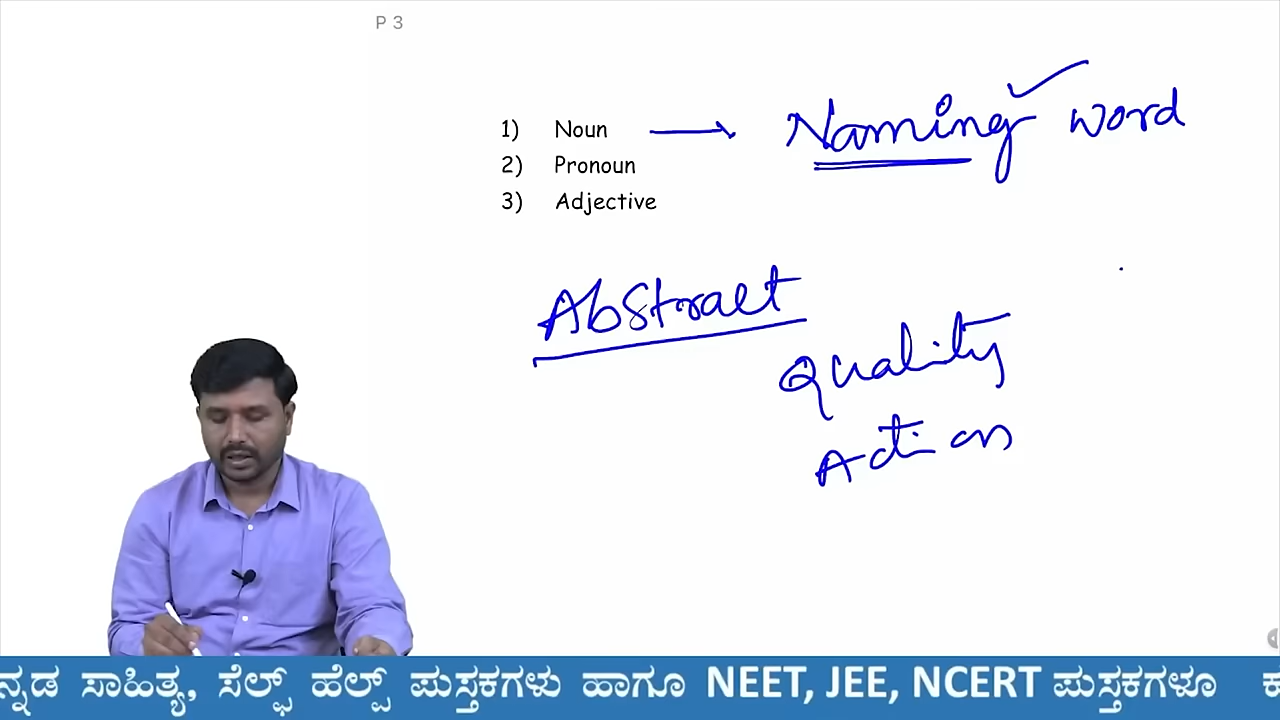 P 3
1) Noun → Naming word
2) Pronoun
3) Adjective
Abstract
Quality
Action
ನ್ನಡ ಸಾಹಿತ್ಯ, ಸೆಲ್ಫ್ ಹೆಲ್ಪ್ ಪುಸ್ತಕಗಳು ಹಾಗೂ NEET, JEE, NCERT ಪುಸ್ತಕಗಳೂ